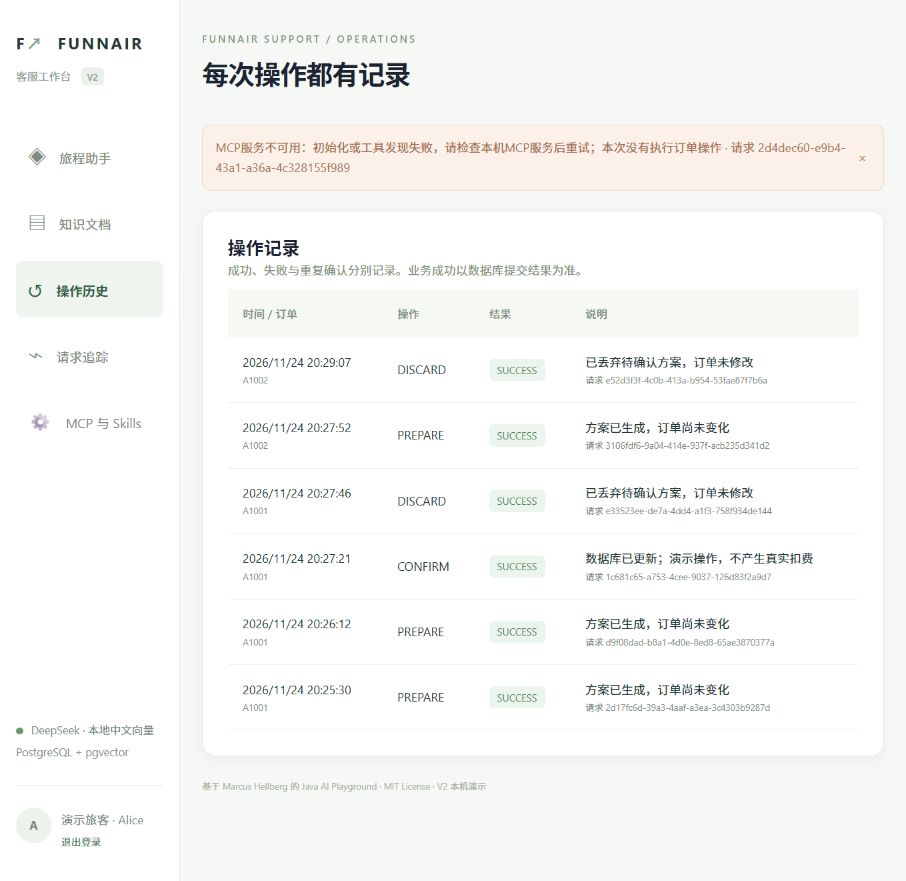 F↗ FUNNAIR
客服工作台 V2
旅程助手
知识文档
操作历史
请求追踪
MCP 与 Skills
DeepSeek · 本地中文向量
PostgreSQL + pgvector
A
演示旅客 · Alice
退出登录
FUNNAIR SUPPORT / OPERATIONS
每次操作都有记录
MCP服务不可用：初始化或工具发现失败，请检查本机MCP服务后重试；本次没有执行订单操作 · 请求 2d4dec60-e9b4-
43a1-a36a-4c328155f989
×
操作记录
成功、失败与重复确认分别记录。业务成功以数据库提交结果为准。
时间 / 订单 操作 结果 说明
2026/11/24 20:29:07 DISCARD SUCCESS 已丢弃待确认方案，订单未修改
A1002 请求 e52d3f3f-4c0b-413a-b954-53fae87f7b6a
2026/11/24 20:27:52 PREPARE SUCCESS 方案已生成，订单尚未变化
A1002 请求 3106fdf6-9a04-414e-937f-acb235d341d2
2026/11/24 20:27:46 DISCARD SUCCESS 已丢弃待确认方案，订单未修改
A1001 请求 e33523ee-de7a-4dd4-a1f3-758f934de144
2026/11/24 20:27:21 CONFIRM SUCCESS 数据库已更新；演示操作，不产生真实扣费
A1001 请求 1c681c65-a753-4cee-9037-126d83f2a9d7
2026/11/24 20:26:12 PREPARE SUCCESS 方案已生成，订单尚未变化
A1001 请求 d9f08dad-b8a1-4d0e-8ed8-65ae3870377a
2026/11/24 20:25:30 PREPARE SUCCESS 方案已生成，订单尚未变化
A1001 请求 2d17fc6d-39a3-4aaf-a3ea-3c4303b9287d
基于 Marcus Hellberg 的 Java AI Playground · MIT License · V2 本机演示